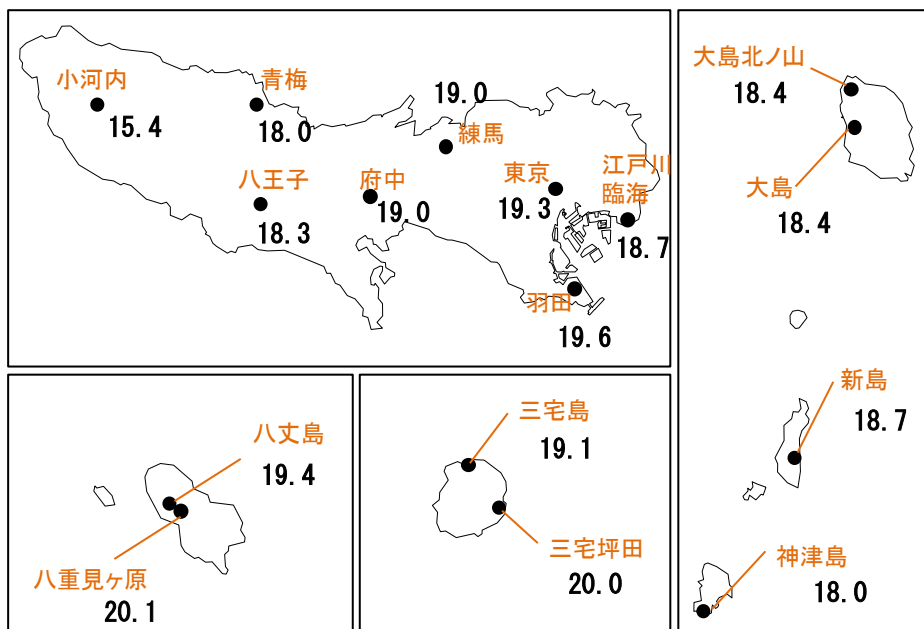 小河内
15.4
青梅
18.0
19.0
練馬
八王子
18.3
府中
19.0
東京
19.3
江戸川
臨海
18.7
羽田
19.6
大島北ノ山
18.4
大島
18.4
新島
18.7
神津島
18.0
八丈島
19.4
八重見ヶ原
20.1
三宅島
19.1
三宅坪田
20.0